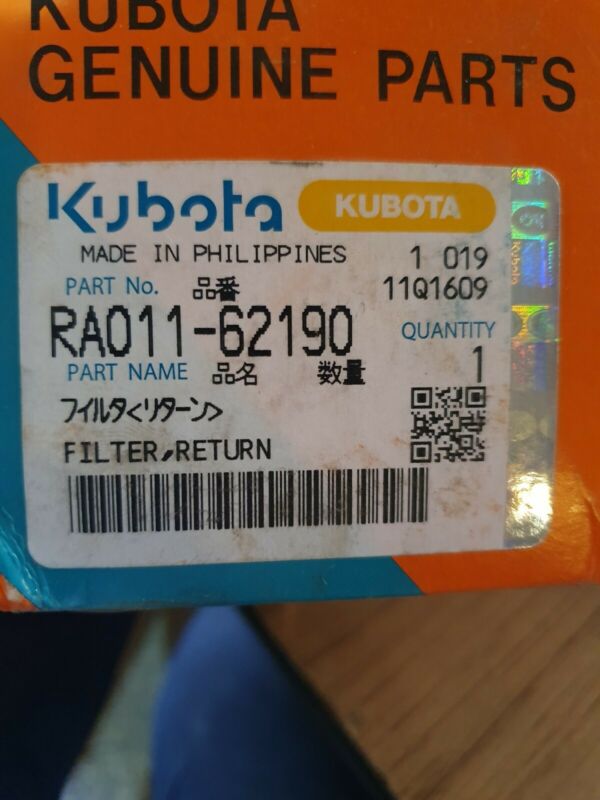 KUBOTA
GENUINE PARTS
Kubota KUBOTA
MADE IN PHILIPPINES 1 019
PART No. 品番 11Q1609
RA011-62190 QUANTITY
PART NAME 品名 数量 1
フイルタ<リターン>
FILTER,RETURN